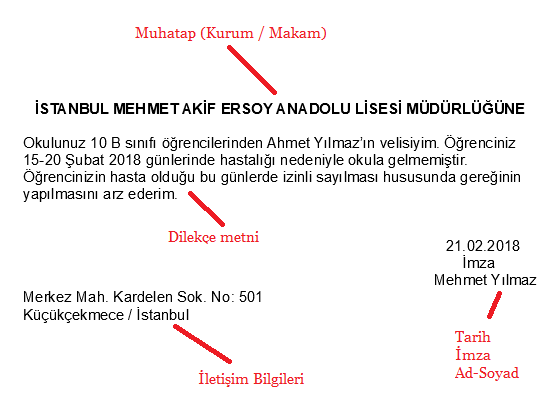 Muhatap (Kurum / Makam)
İSTANBUL MEHMET AKİF ERSOY ANADOLU LİSESİ MÜDÜRLÜĞÜNE
Okulunuz 10 B sınıfı öğrencilerinden Ahmet Yılmaz'ın velisiyim. Öğrenciniz
15-20 Şubat 2018 günlerinde hastalığı nedeniyle okula gelmemiştir.
Öğrencinizin hasta olduğu bu günlerde izinli sayılması hususunda gereğinin
yapılmasını arz ederim.
Dilekçe metni
21.02.2018
İmza
Mehmet Yılmaz
Merkez Mah. Kardelen Sok. No: 501
Küçükçekmece / İstanbul
Tarih
İmza
Ad-Soyad
İletişim Bilgileri